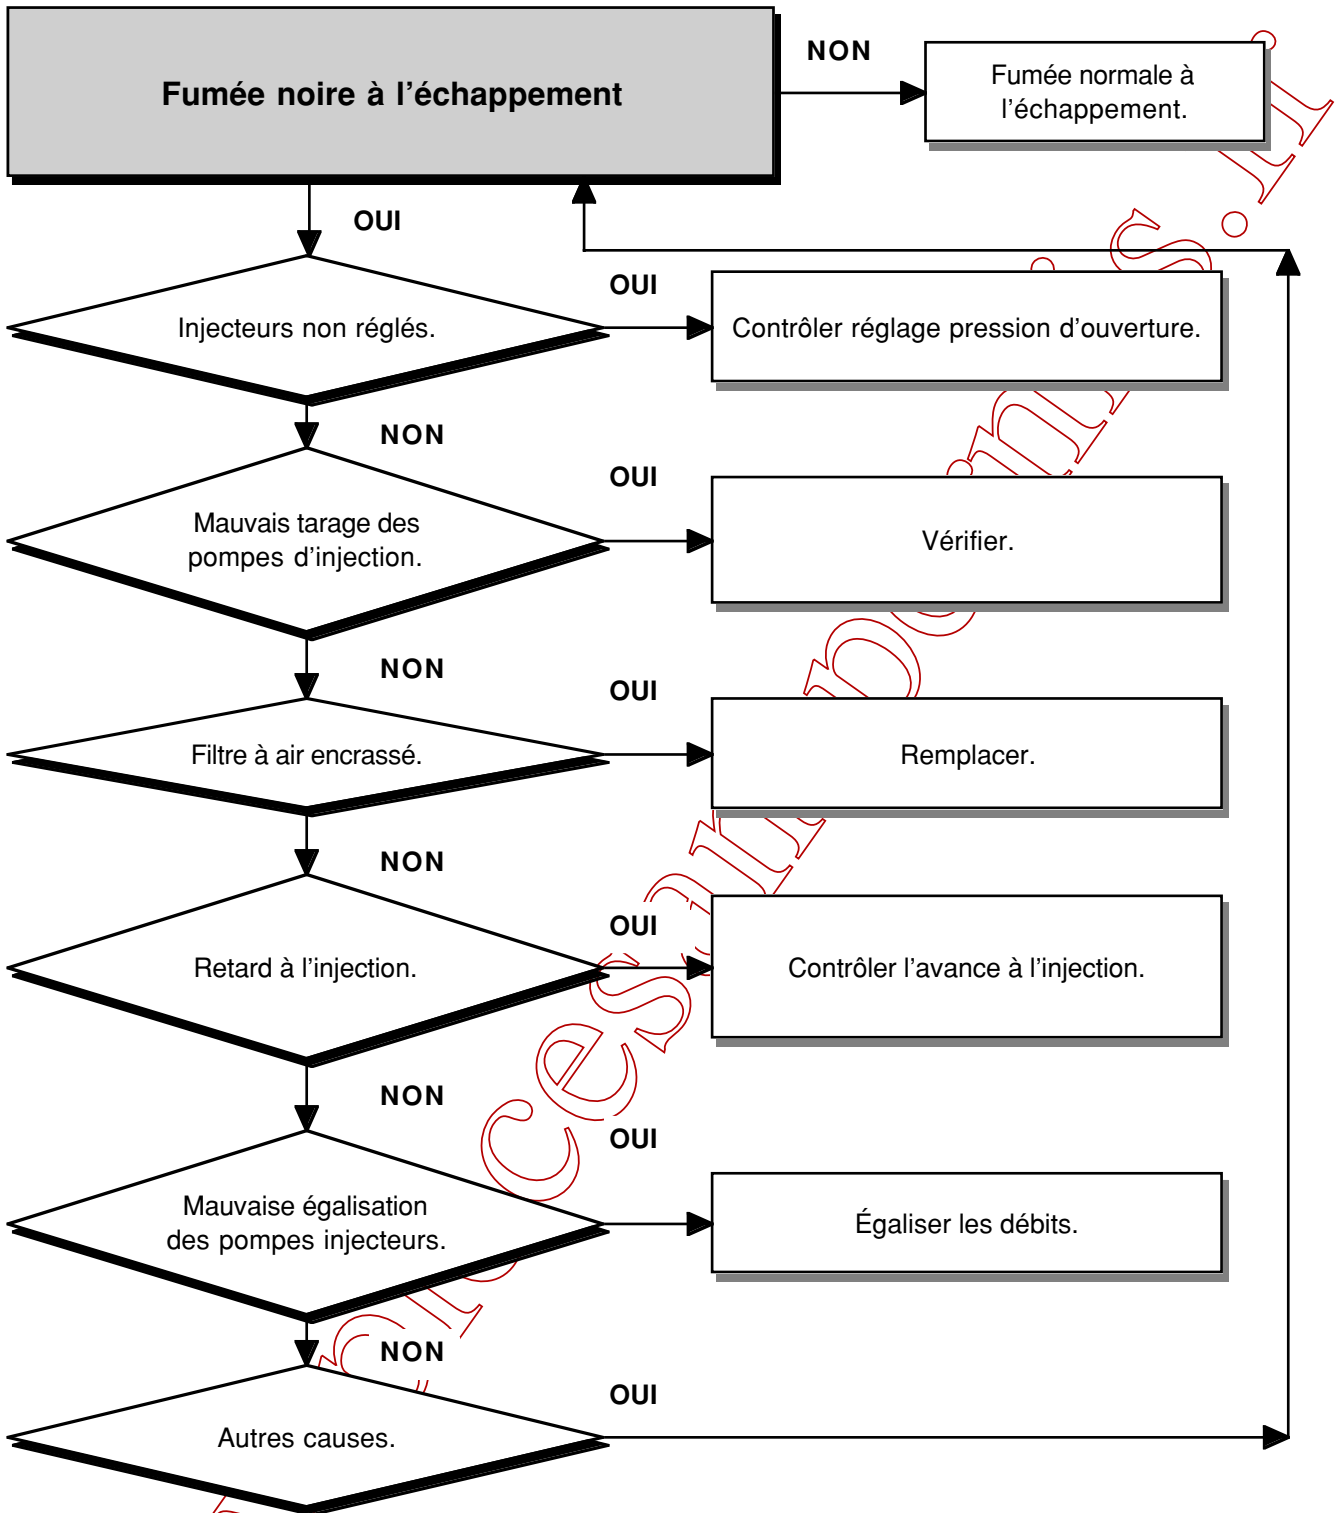 Fumée noire à l'échappement
NON
Fumée normale à
l'échappement.
OUI
Injecteurs non réglés.
OUI
Contrôler réglage pression d'ouverture.
NON
Mauvais tarage des
pompes d'injection.
OUI
Vérifier.
NON
Filtre à air encrassé.
OUI
Remplacer.
NON
Retard à l'injection.
OUI
Contrôler l'avance à l'injection.
NON
Mauvaise égalisation
des pompes injecteurs.
OUI
Égaliser les débits.
NON
Autres causes.
OUI